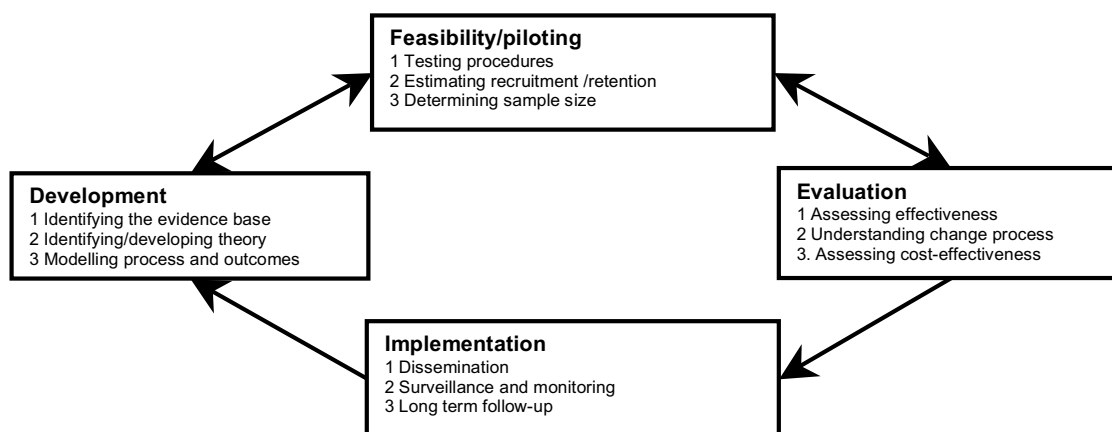 Feasibility/piloting
1 Testing procedures
2 Estimating recruitment /retention
3 Determining sample size
Development
1 Identifying the evidence base
2 Identifying/developing theory
3 Modelling process and outcomes
Evaluation
1 Assessing effectiveness
2 Understanding change process
3. Assessing cost-effectiveness
Implementation
1 Dissemination
2 Surveillance and monitoring
3 Long term follow-up